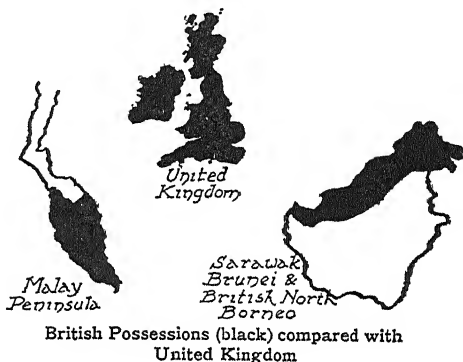 United
Kingdom
Malay
Peninsula
Sarawak
Brunei &
British North
Borneo
British Possessions (black) compared with
United Kingdom